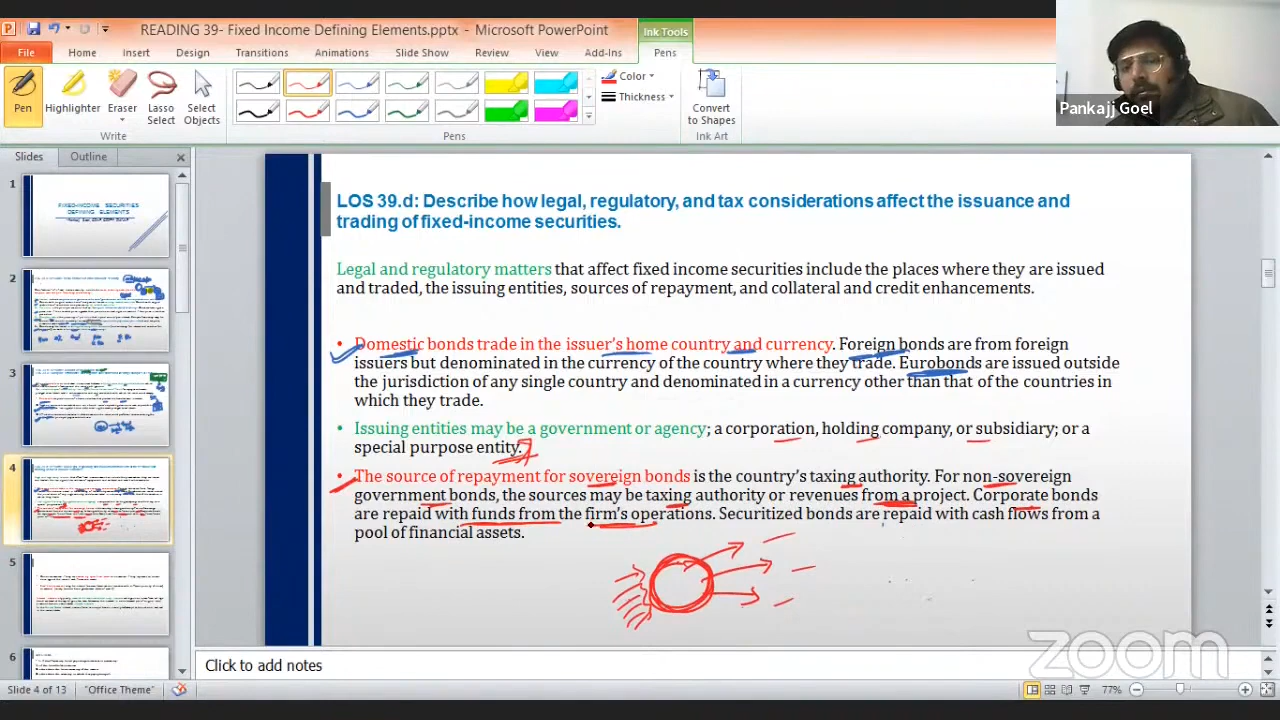 READING 39- Fixed Income Defining Elements.pptx - Microsoft PowerPoint
Ink Tools
File Home Insert Design Transitions Animations Slide Show Review View Add-Ins Pens
Pen Highlighter Eraser Lasso Select Select Objects
Color
Thickness
Convert to Shapes
Write Pens Ink Art
Pankajj Goel
Slides Outline
1
FIXED-INCOME SECURITIES
DEFINING ELEMENTS
2
3
4
5
6
LOS 39.d: Describe how legal, regulatory, and tax considerations affect the issuance and
trading of fixed-income securities.
Legal and regulatory matters that affect fixed income securities include the places where they are issued
and traded, the issuing entities, sources of repayment, and collateral and credit enhancements.
• Domestic bonds trade in the issuer's home country and currency. Foreign bonds are from foreign
issuers but denominated in the currency of the country where they trade. Eurobonds are issued outside
the jurisdiction of any single country and denominated in a currency other than that of the countries in
which they trade.
• Issuing entities may be a government or agency; a corporation, holding company, or subsidiary; or a
special purpose entity.
• The source of repayment for sovereign bonds is the country's taxing authority. For non-sovereign
government bonds, the sources may be taxing authority or revenues from a project. Corporate bonds
are repaid with funds from the firm's operations. Securitized bonds are repaid with cash flows from a
pool of financial assets.
zoom
Click to add notes
Slide 4 of 13 "Office Theme" 77%